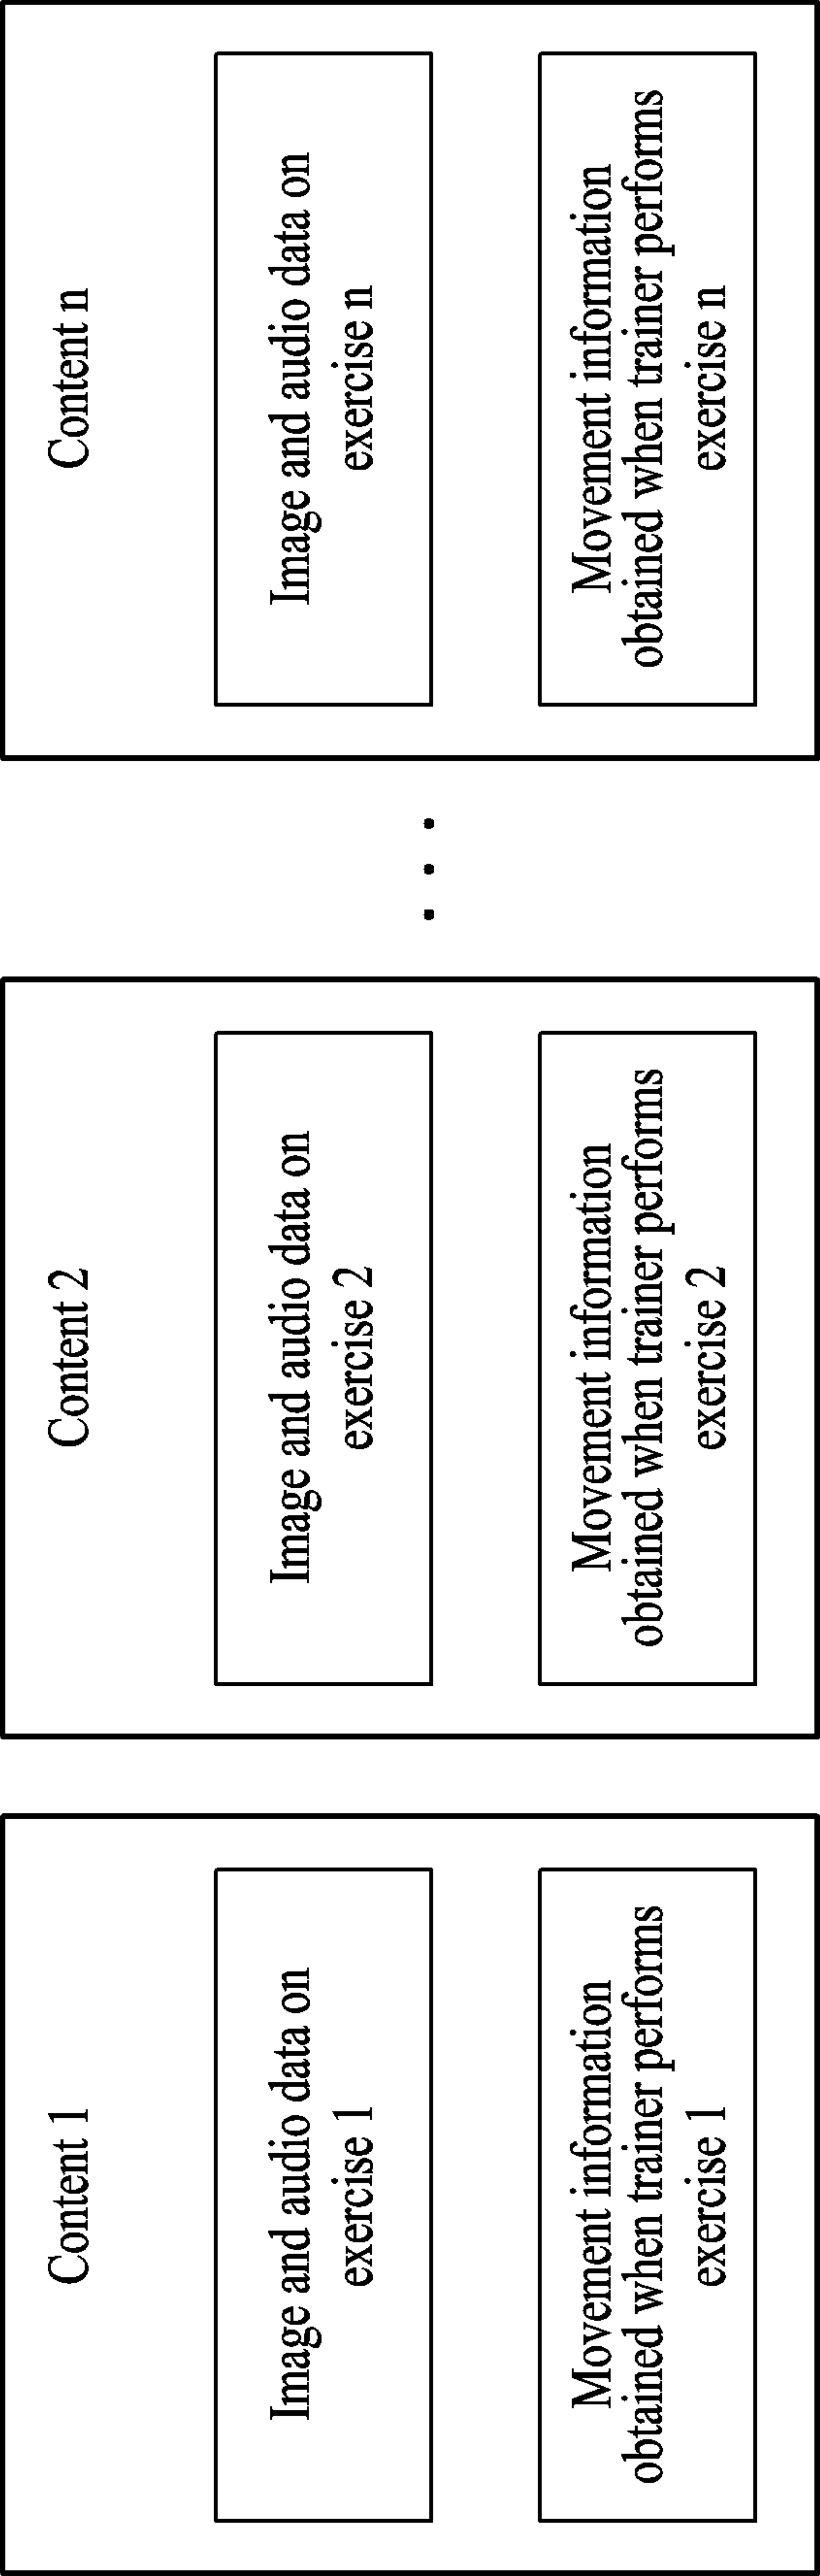 Content 1
Image and audio data on
exercise 1
Movement information
obtained when trainer performs
exercise 1
Content 2
Image and audio data on
exercise 2
Movement information
obtained when trainer performs
exercise 2
. . .
Content n
Image and audio data on
exercise n
Movement information
obtained when trainer performs
exercise n